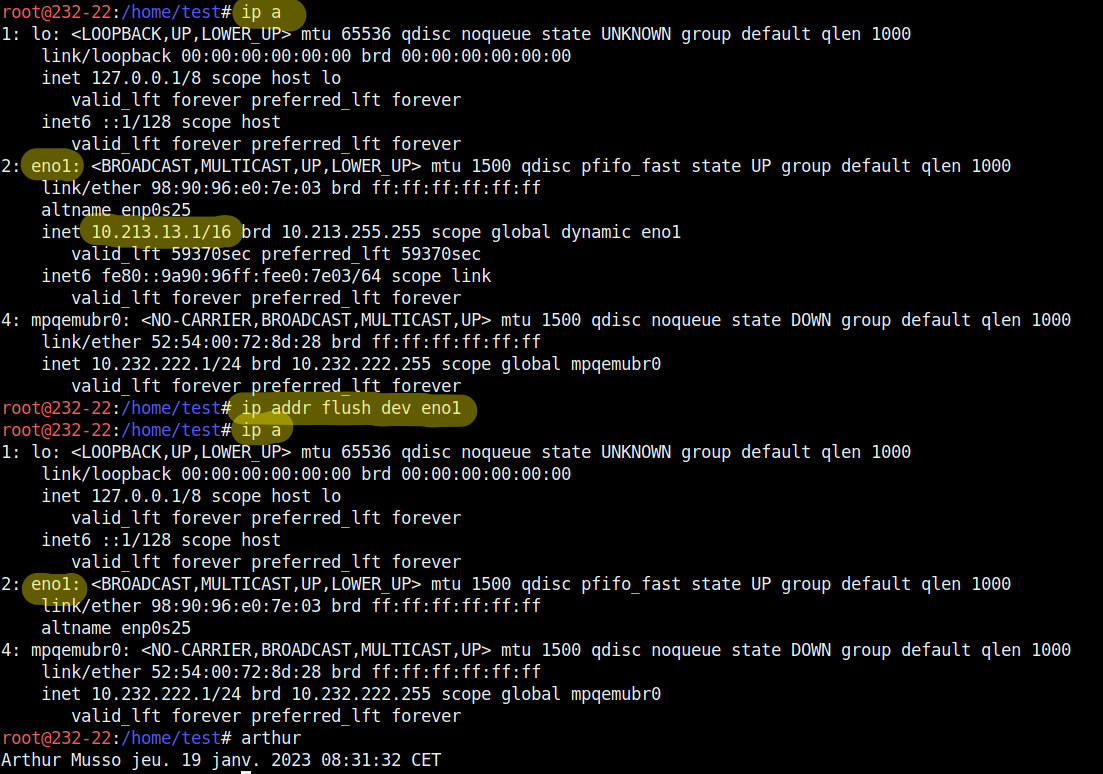 root@232-22:/home/test# ip a
1: lo: <LOOPBACK,UP,LOWER_UP> mtu 65536 qdisc noqueue state UNKNOWN group default qlen 1000
    link/loopback 00:00:00:00:00:00 brd 00:00:00:00:00:00
    inet 127.0.0.1/8 scope host lo
       valid_lft forever preferred_lft forever
    inet6 ::1/128 scope host
       valid_lft forever preferred_lft forever
2: eno1: <BROADCAST,MULTICAST,UP,LOWER_UP> mtu 1500 qdisc pfifo_fast state UP group default qlen 1000
    link/ether 98:90:96:e0:7e:03 brd ff:ff:ff:ff:ff:ff
    altname enp0s25
    inet 10.213.13.1/16 brd 10.213.255.255 scope global dynamic eno1
       valid_lft 59370sec preferred_lft 59370sec
    inet6 fe80::9a90:96ff:fee0:7e03/64 scope link
       valid_lft forever preferred_lft forever
4: mpqemubr0: <NO-CARRIER,BROADCAST,MULTICAST,UP> mtu 1500 qdisc noqueue state DOWN group default qlen 1000
    link/ether 52:54:00:72:8d:28 brd ff:ff:ff:ff:ff:ff
    inet 10.232.222.1/24 brd 10.232.222.255 scope global mpqemubr0
       valid_lft forever preferred_lft forever
root@232-22:/home/test# ip addr flush dev eno1
root@232-22:/home/test# ip a
1: lo: <LOOPBACK,UP,LOWER_UP> mtu 65536 qdisc noqueue state UNKNOWN group default qlen 1000
    link/loopback 00:00:00:00:00:00 brd 00:00:00:00:00:00
    inet 127.0.0.1/8 scope host lo
       valid_lft forever preferred_lft forever
    inet6 ::1/128 scope host
       valid_lft forever preferred_lft forever
2: eno1: <BROADCAST,MULTICAST,UP,LOWER_UP> mtu 1500 qdisc pfifo_fast state UP group default qlen 1000
    link/ether 98:90:96:e0:7e:03 brd ff:ff:ff:ff:ff:ff
    altname enp0s25
4: mpqemubr0: <NO-CARRIER,BROADCAST,MULTICAST,UP> mtu 1500 qdisc noqueue state DOWN group default qlen 1000
    link/ether 52:54:00:72:8d:28 brd ff:ff:ff:ff:ff:ff
    inet 10.232.222.1/24 brd 10.232.222.255 scope global mpqemubr0
       valid_lft forever preferred_lft forever
root@232-22:/home/test# arthur
Arthur Musso jeu. 19 janv. 2023 08:31:32 CET